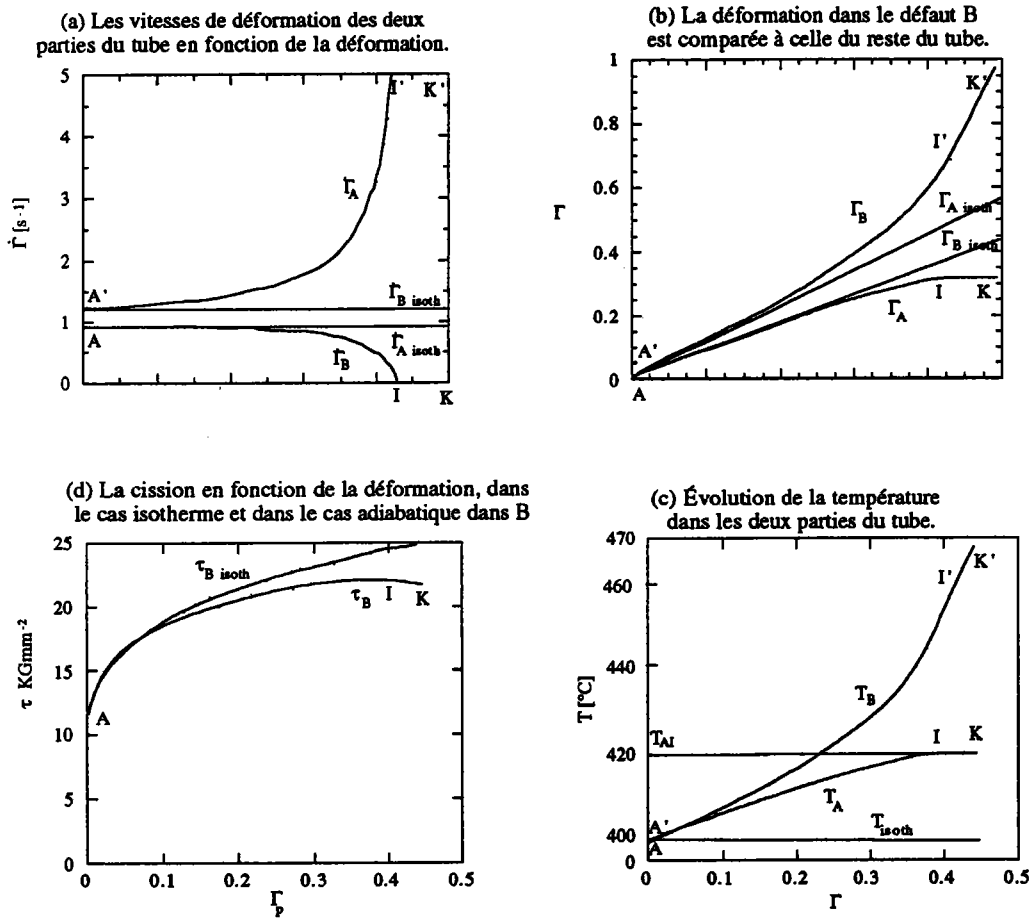 (a) Les vitesses de déformation des deux
parties du tube en fonction de la déformation.
5
4
3
2
1
0
Γ̇ [s⁻¹]
I'
K'
Γ̇A
A'
Γ̇B isoth
A
Γ̇A isoth
Γ̇B
I
K
(b) La déformation dans le défaut B
est comparée à celle du reste du tube.
1
0.8
0.6
0.4
0.2
0
Γ
K'
I'
ΓB
ΓA isoth
ΓB isoth
I
K
ΓA
A'
A
(d) La cission en fonction de la déformation, dans
le cas isotherme et dans le cas adiabatique dans B
25
20
15
10
5
0
τ KGmm⁻²
τB isoth
τB
I
K
A
0
0.1
0.2
0.3
0.4
0.5
Γp
(c) Évolution de la température
dans les deux parties du tube.
470
460
440
420
400
0
T [°C]
K'
I'
TB
TAI
I
K
TA
Tisoth
A'
A
0
0.1
0.2
0.3
0.4
0.5
Γ